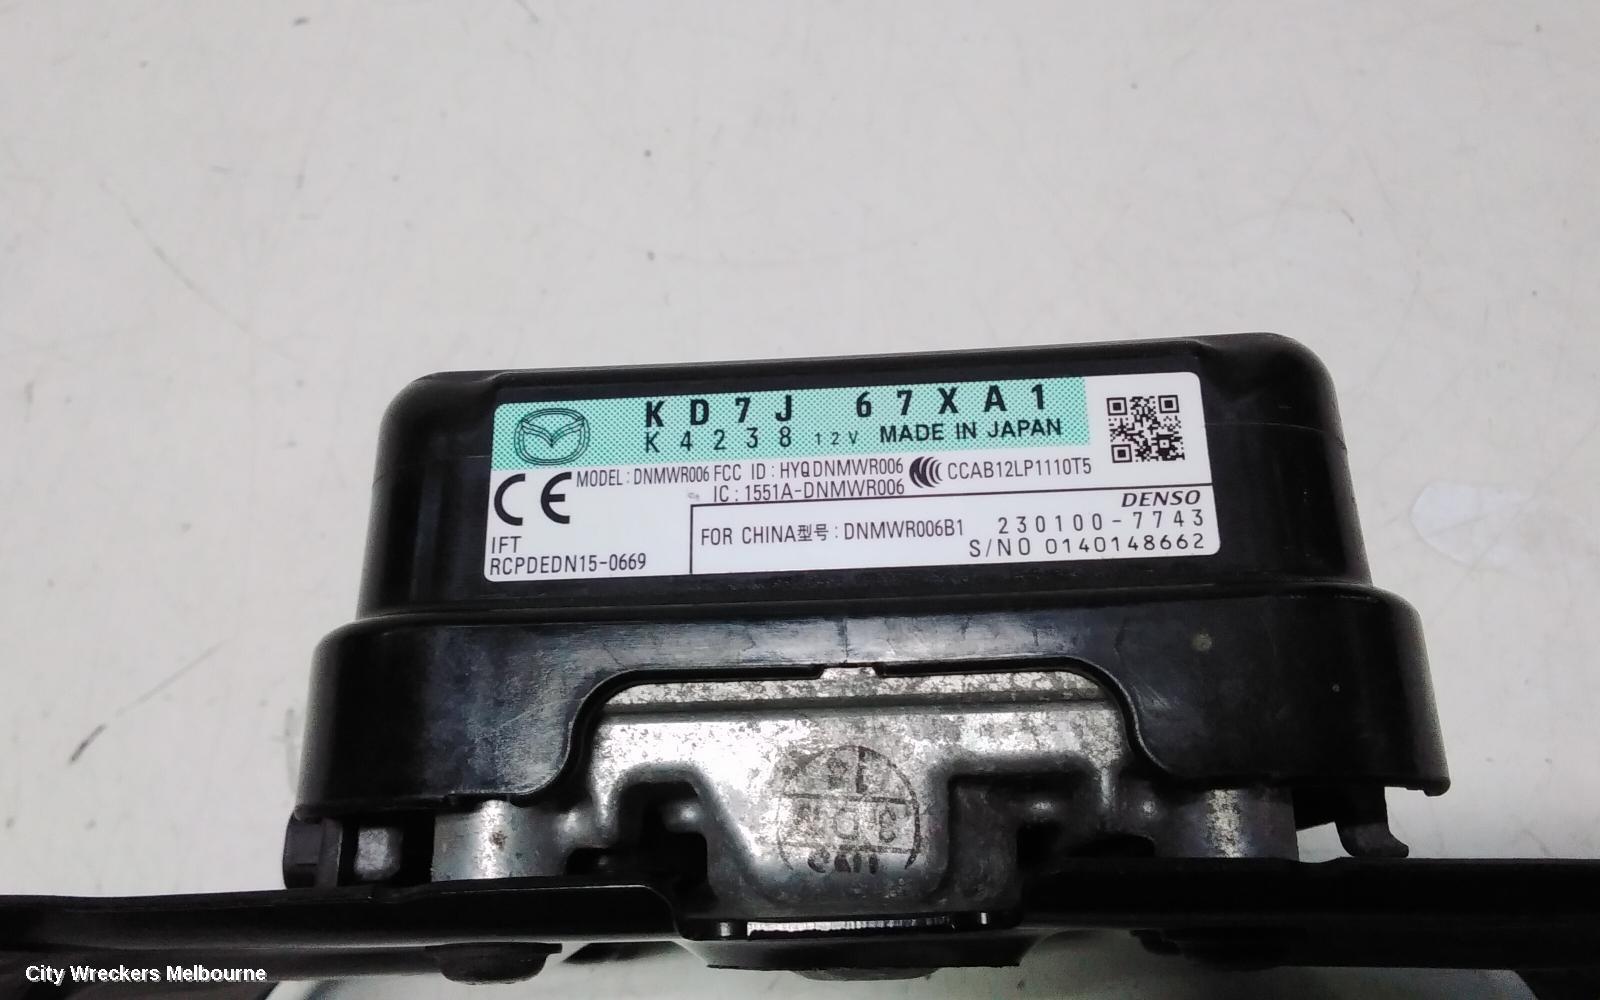 KD7J 67XA1
K4238 12V MADE IN JAPAN
MODEL : DNMWR006 FCC ID : HYQDNMWR006
IC : 1551A-DNMWR006
CCAB12LP1110T5
CE
IFT
RCPDEDN15-0669
FOR CHINA型号 : DNMWR006B1
DENSO
230100-7743
S/NO 0140148662
City Wreckers Melbourne